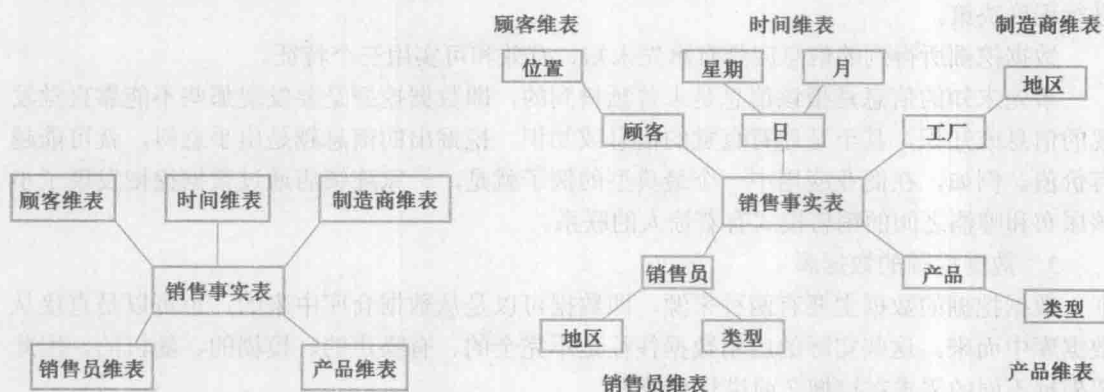 顾客维表
时间维表
制造商维表
销售事实表
销售员维表
产品维表
顾客维表
时间维表
制造商维表
位置
星期
月
地区
顾客
日
工厂
销售事实表
销售员
产品
地区
类型
类型
销售员维表
产品维表